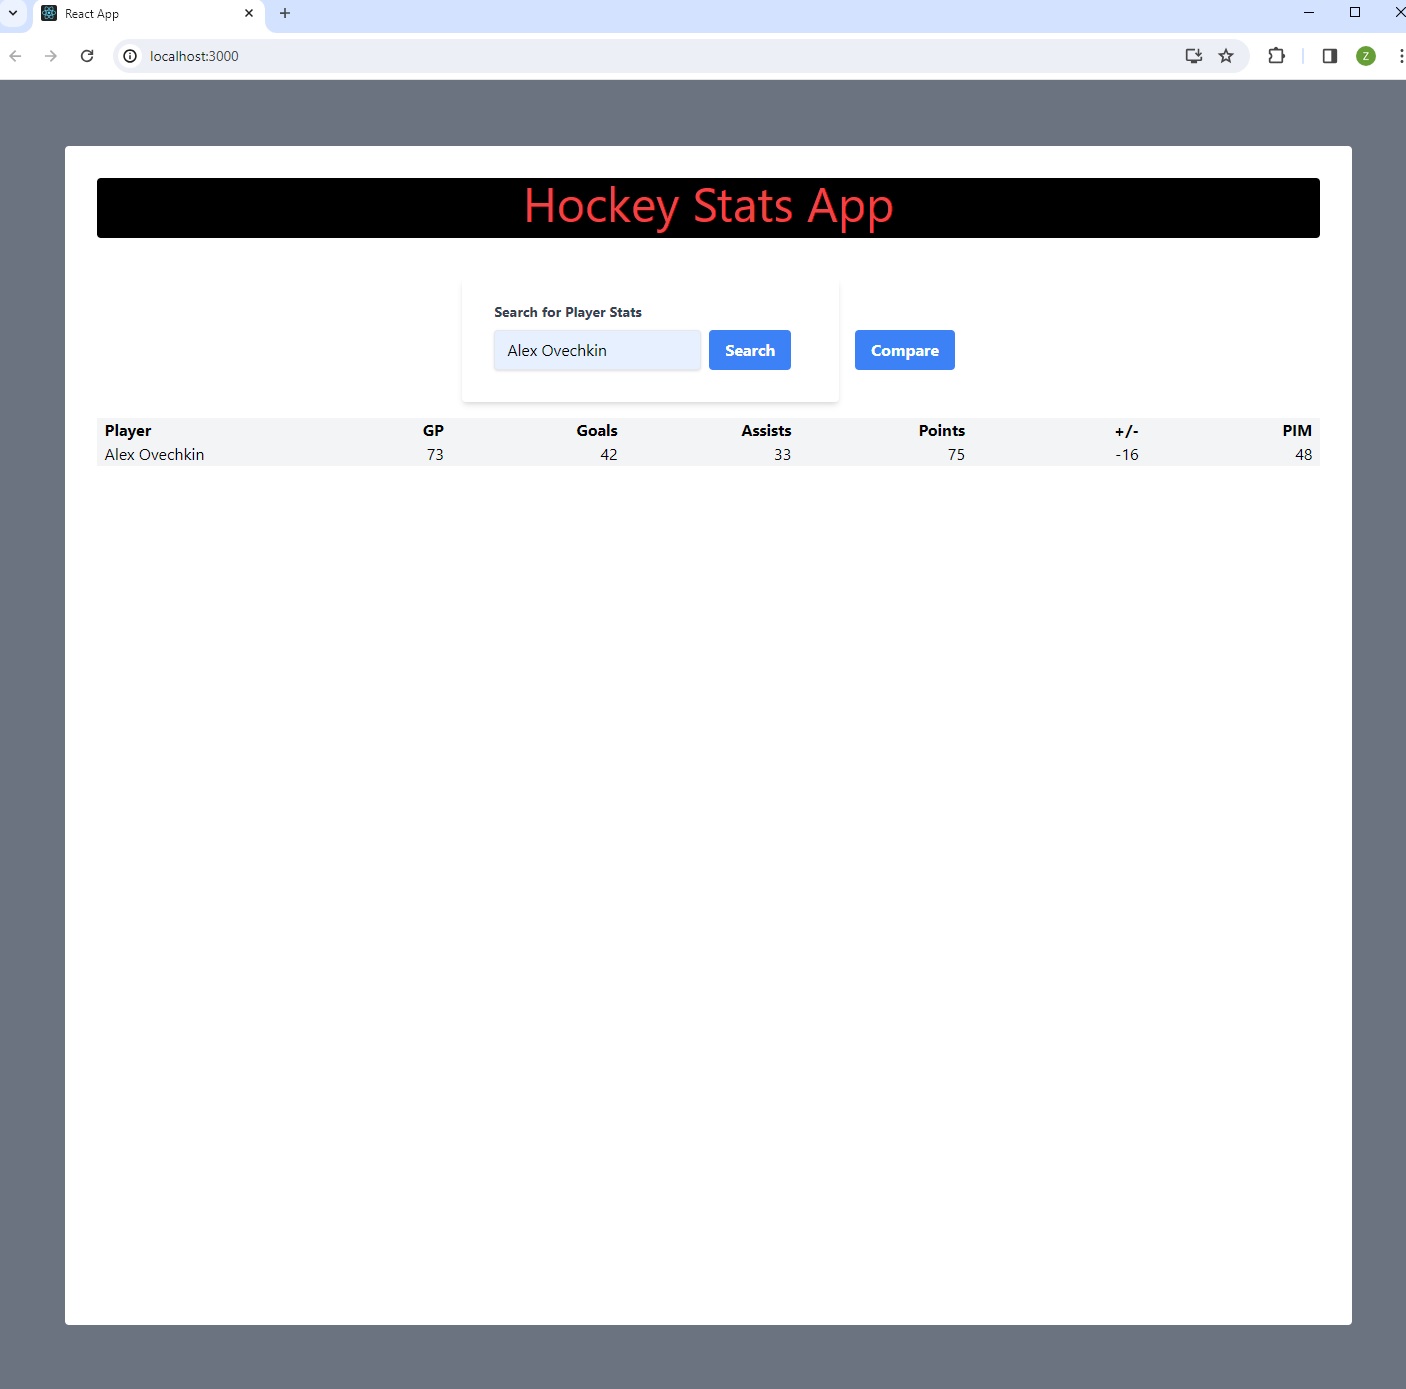 React App
localhost:3000
Z
Hockey Stats App
Search for Player Stats
Alex Ovechkin Search Compare
Player GP Goals Assists Points +/- PIM
Alex Ovechkin 73 42 33 75 -16 48